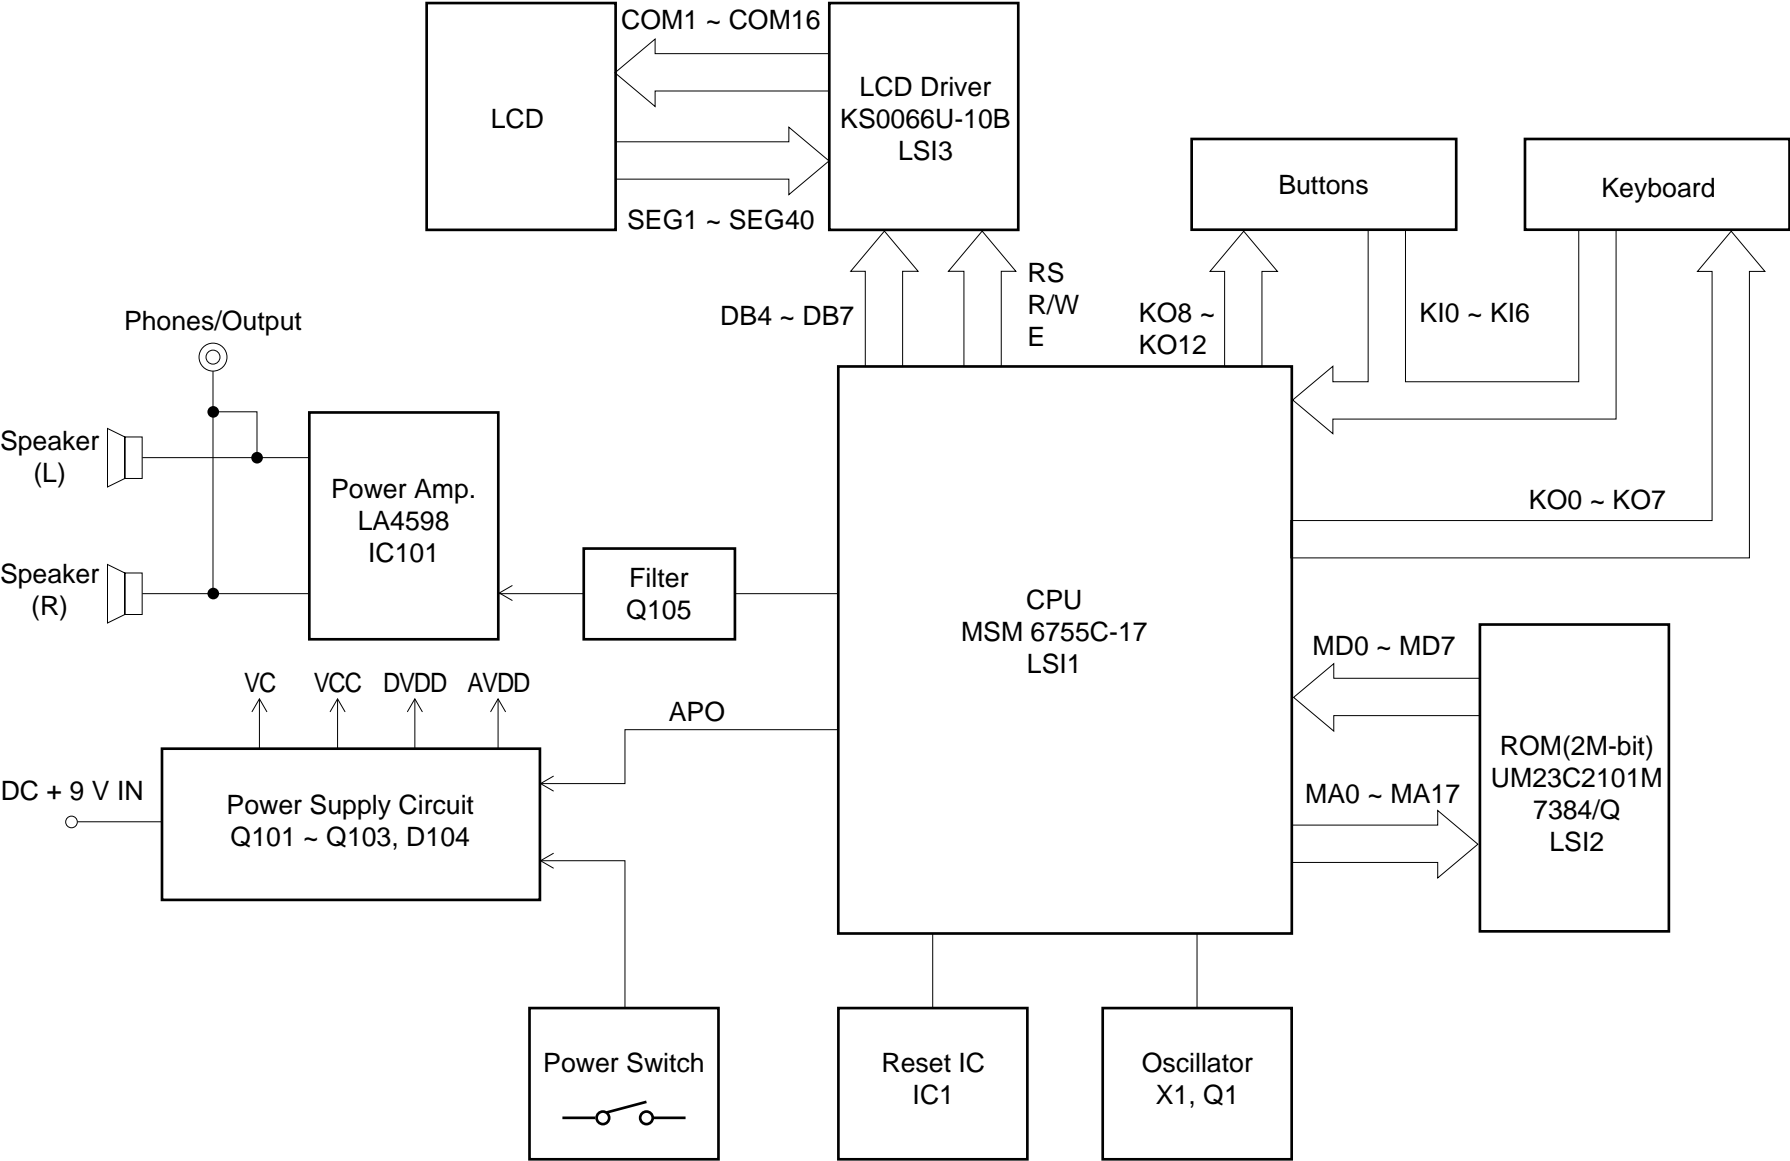 COM1 ~ COM16
LCD
LCD Driver
KS0066U-10B
LSI3
SEG1 ~ SEG40
Buttons
Keyboard
DB4 ~ DB7
RS
R/W
E
KO8 ~
KO12
KI0 ~ KI6
Phones/Output
Speaker
(L)
Speaker
(R)
Power Amp.
LA4598
IC101
Filter
Q105
CPU
MSM 6755C-17
LSI1
KO0 ~ KO7
MD0 ~ MD7
MA0 ~ MA17
ROM(2M-bit)
UM23C2101M
7384/Q
LSI2
VC
VCC
DVDD
AVDD
APO
DC + 9 V IN
Power Supply Circuit
Q101 ~ Q103, D104
Power Switch
Reset IC
IC1
Oscillator
X1, Q1